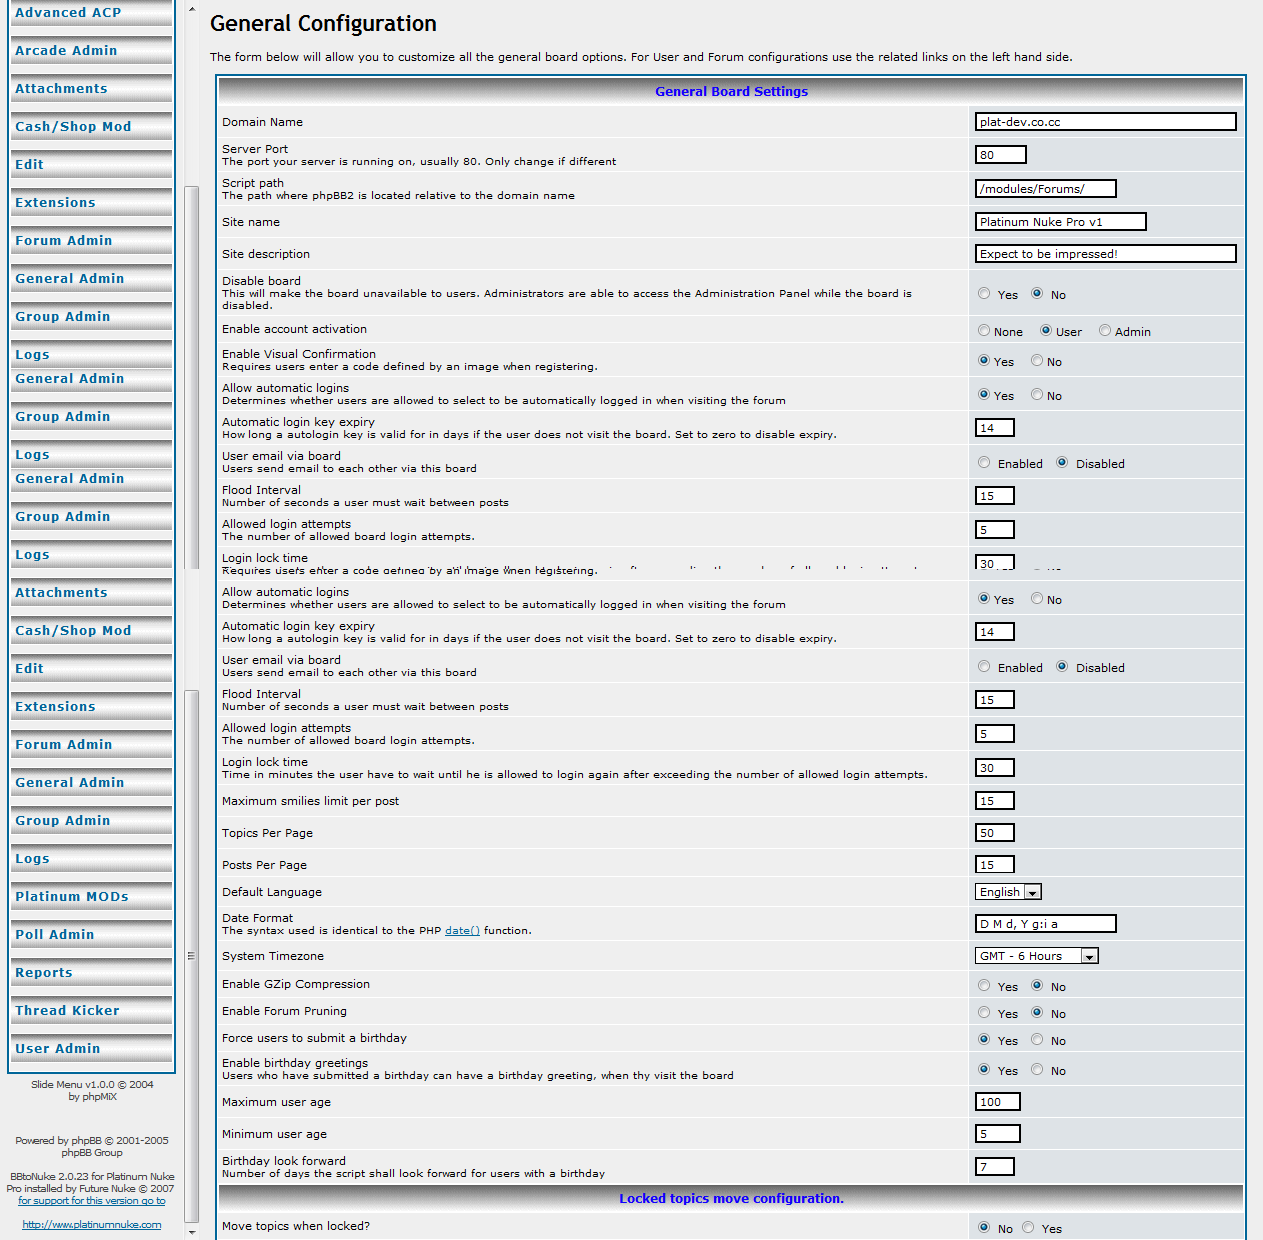 Advanced ACP
Arcade Admin
Attachments
Cash/Shop Mod
Edit
Extensions
Forum Admin
General Admin
Group Admin
Logs
General Admin
Group Admin
Logs
General Admin
Group Admin
Logs
Attachments
Cash/Shop Mod
Edit
Extensions
Forum Admin
General Admin
Group Admin
Logs
Platinum MODs
Poll Admin
Reports
Thread Kicker
User Admin
Slide Menu v1.0.0 © 2004
by phpMiX
Powered by phpBB © 2001-2005
phpBB Group
BBtoNuke 2.0.23 for Platinum Nuke
Pro installed by Future Nuke © 2007
for support for this version go to
http://www.platinumnuke.com
General Configuration
The form below will allow you to customize all the general board options. For User and Forum configurations use the related links on the left hand side.
General Board Settings
Domain Name
plat-dev.co.cc
Server Port
The port your server is running on, usually 80. Only change if different
80
Script path
The path where phpBB2 is located relative to the domain name
/modules/Forums/
Site name
Platinum Nuke Pro v1
Site description
Expect to be impressed!
Disable board
This will make the board unavailable to users. Administrators are able to access the Administration Panel while the board is
disabled.
Yes No
Enable account activation
None User Admin
Enable Visual Confirmation
Requires users enter a code defined by an image when registering.
Yes No
Allow automatic logins
Determines whether users are allowed to select to be automatically logged in when visiting the forum
Yes No
Automatic login key expiry
How long a autologin key is valid for in days if the user does not visit the board. Set to zero to disable expiry.
14
User email via board
Users send email to each other via this board
Enabled Disabled
Flood Interval
Number of seconds a user must wait between posts
15
Allowed login attempts
The number of allowed board login attempts.
5
Login lock time
30
Requires users enter a code defined by an image when registering.
Allow automatic logins
Determines whether users are allowed to select to be automatically logged in when visiting the forum
Yes No
Automatic login key expiry
How long a autologin key is valid for in days if the user does not visit the board. Set to zero to disable expiry.
14
User email via board
Users send email to each other via this board
Enabled Disabled
Flood Interval
Number of seconds a user must wait between posts
15
Allowed login attempts
The number of allowed board login attempts.
5
Login lock time
Time in minutes the user have to wait until he is allowed to login again after exceeding the number of allowed login attempts.
30
Maximum smilies limit per post
15
Topics Per Page
50
Posts Per Page
15
Default Language
English
Date Format
The syntax used is identical to the PHP date() function.
D M d, Y g:i a
System Timezone
GMT - 6 Hours
Enable GZip Compression
Yes No
Enable Forum Pruning
Yes No
Force users to submit a birthday
Yes No
Enable birthday greetings
Users who have submitted a birthday can have a birthday greeting, when thy visit the board
Yes No
Maximum user age
100
Minimum user age
5
Birthday look forward
Number of days the script shall look forward for users with a birthday
7
Locked topics move configuration.
Move topics when locked?
No Yes